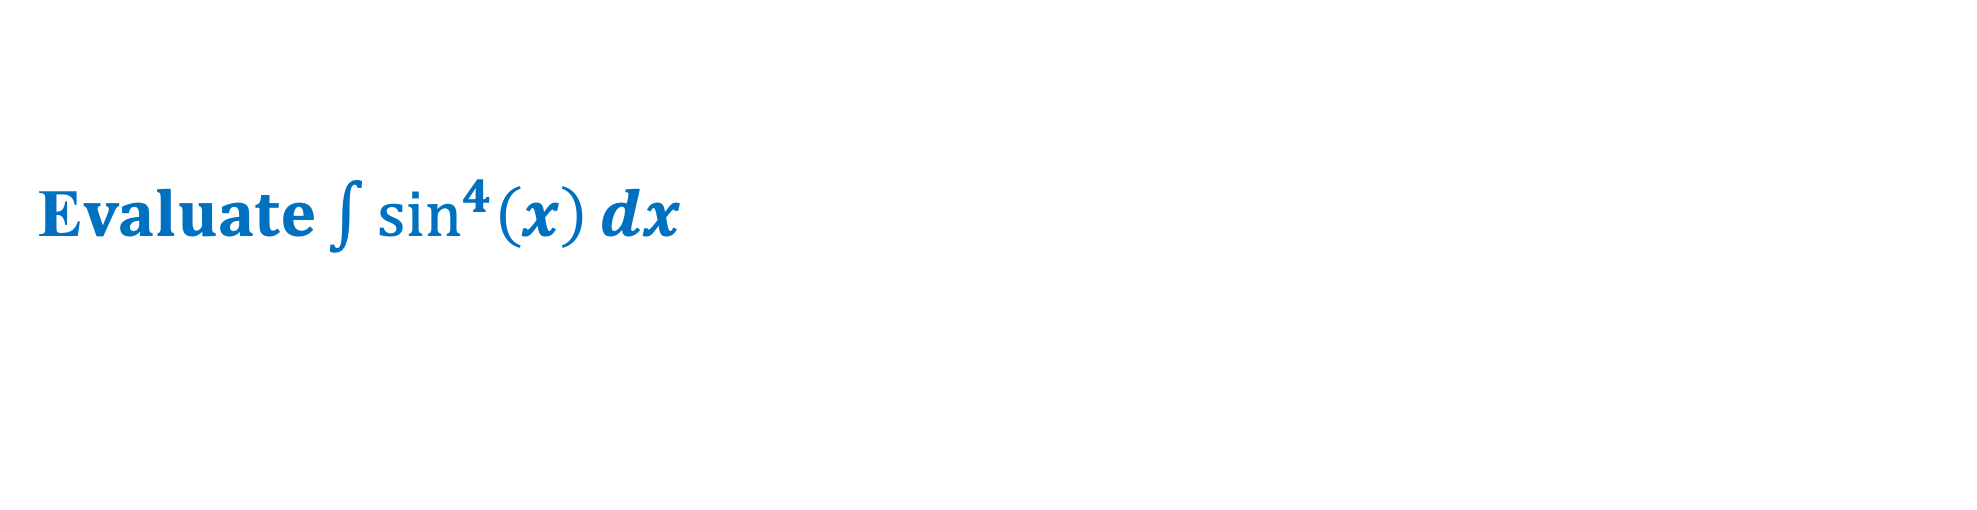 Evaluate ∫ sin⁴(x) dx